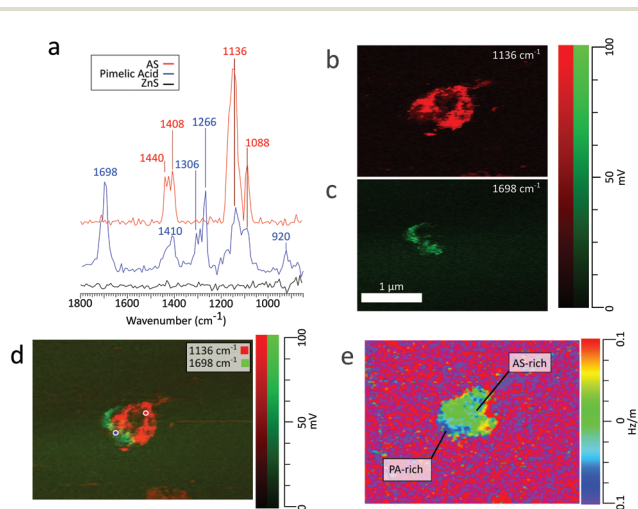 a
AS
Pimelic Acid
ZnS
1136
1408
1440
1266
1306
1088
1698
1410
920
1800
1600
1400
1200
1000
Wavenumber (cm⁻¹)
b
1136 cm⁻¹
c
1698 cm⁻¹
1 µm
100
50
0
mV
d
1136 cm⁻¹
1698 cm⁻¹
100
50
0
mV
e
AS-rich
PA-rich
0.1
0
0.1
Hz/m